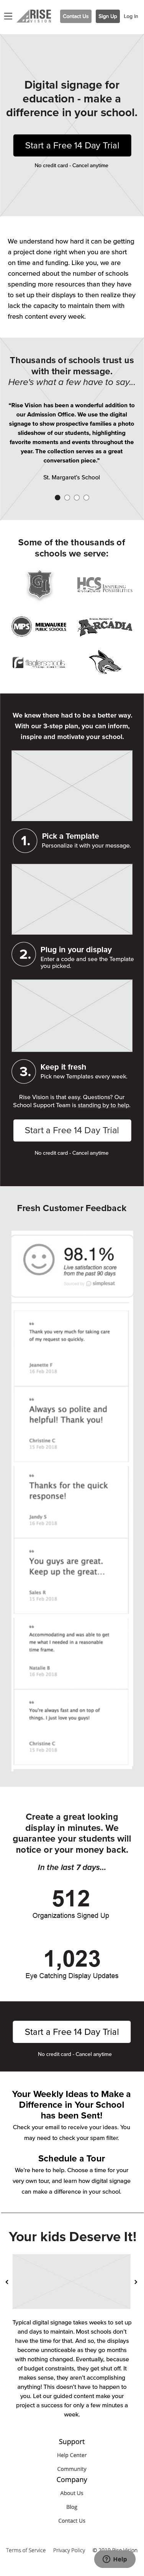 RISE
VISION
Contact Us
Sign Up
Log In
Digital signage for
education - make a
difference in your school.
Start a Free 14 Day Trial
No credit card - Cancel anytime
We understand how hard it can be getting
a project done right when you are short
on time and funding. Like you, we are
concerned about the number of schools
spending more resources than they have
to set up their displays to then realize they
lack the capacity to maintain them with
fresh content every week.
Thousands of schools trust us
with their message.
Here's what a few have to say...
"Rise Vision has been a wonderful addition to
our Admission Office. We use the digital
signage to show prospective families a photo
slideshow of our students, highlighting
favorite moments and events throughout the
year. The collection serves as a great
conversation piece."
St. Margaret's School
Some of the thousands of
schools we serve:
HCS INSPIRING
POSSIBILITIES
MPS MILWAUKEE
PUBLIC SCHOOLS
ARCADIA
We knew there had to be a better way.
With our 3-step plan, you can inform,
inspire and motivate your school.
1. Pick a Template
Personalize it with your message.
2. Plug in your display
Enter a code and see the Template
you picked.
3. Keep it fresh
Pick new Templates every week.
Rise Vision is that easy. Questions? Our
School Support Team is standing by to help.
Start a Free 14 Day Trial
No credit card - Cancel anytime
Fresh Customer Feedback
98.1%
Live satisfaction score
from the past 90 days
simplesat
Thank you very much for taking care
of my request so quickly.
Jeanette F
16 Feb 2018
Always so polite and
helpful! Thank you!
Christine C
15 Feb 2018
Thanks for the quick
response!
Jandy S
16 Feb 2018
You guys are great.
Keep up the great...
Sales R
15 Feb 2018
Accommodating and was able to get
me what I needed in a reasonable
time frame.
Natalie B
16 Feb 2018
You're always fast and on top of
things. I just love you guys!
Christine C
15 Feb 2018
Create a great looking
display in minutes. We
guarantee your students will
notice or your money back.
In the last 7 days...
512
Organizations Signed Up
1,023
Eye Catching Display Updates
Start a Free 14 Day Trial
No credit card - Cancel anytime
Your Weekly Ideas to Make a
Difference in Your School
has been Sent!
Check your email to receive your ideas. You
may need to check your spam filter.
Schedule a Tour
We're here to help. Choose a time for your
very own tour, and learn how digital signage
can make a difference in your school.
Your kids Deserve It!
Typical digital signage takes weeks to set up
and days to maintain. Most schools don't
have the time for that. And so, the displays
become unnoticeable as the months pass
with nothing changed. Eventually, because
of budget constraints, they get shut off. It
makes sense, they aren't accomplishing
anything! This doesn't have to happen to
you. Let our guided content make your
project a success for only a few minutes a
week.
Support
Help Center
Community
Company
About Us
Blog
Contact Us
Terms of Service
Privacy Policy
Help